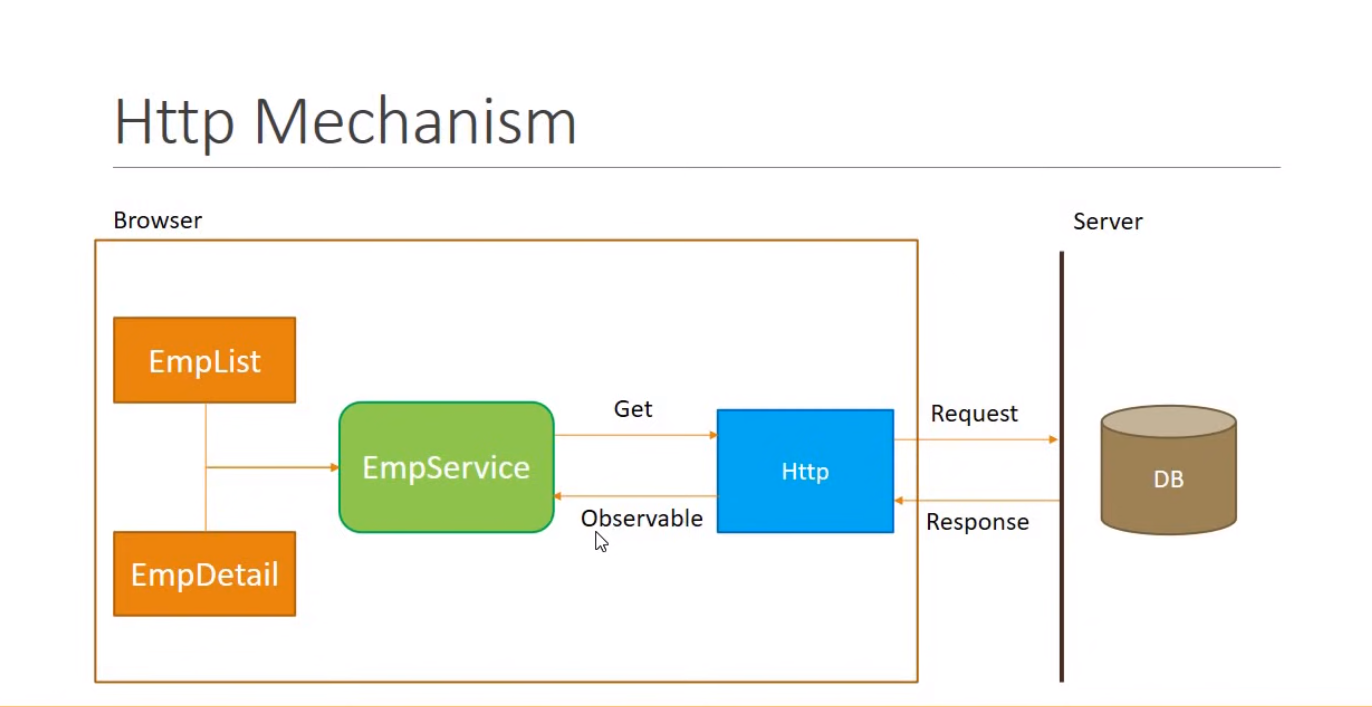 Http Mechanism
Browser
Server
EmpList
Get
Request
EmpService
Http
DB
Observable
Response
EmpDetail